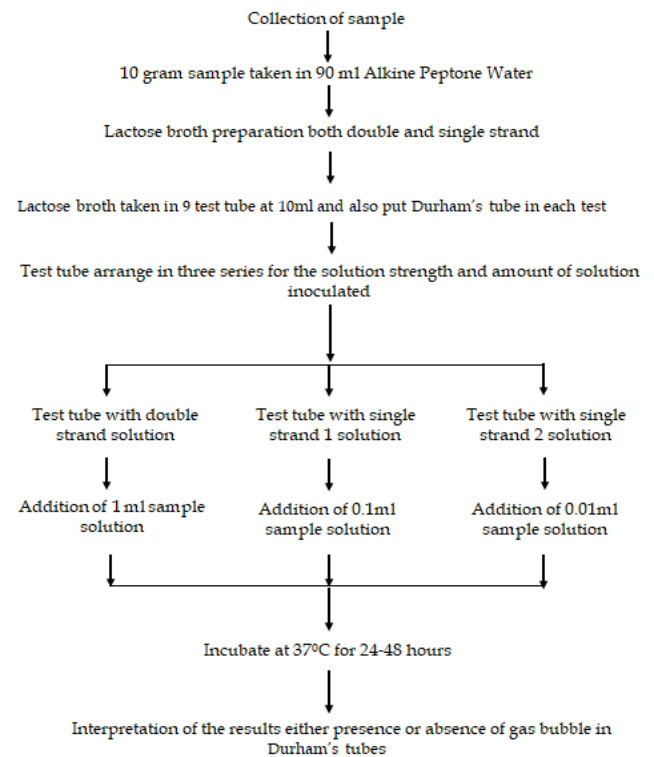 Collection of sample
10 gram sample taken in 90 ml Alkine Peptone Water
Lactose broth preparation both double and single strand
Lactose broth taken in 9 test tube at 10ml and also put Durham's tube in each test
Test tube arrange in three series for the solution strength and amount of solution
inoculated
Test tube with double
strand solution
Test tube with single
strand 1 solution
Test tube with single
strand 2 solution
Addition of 1 ml sample
solution
Addition of 0.1ml
sample solution
Addition of 0.01ml
sample solution
Incubate at 37⁰C for 24-48 hours
Interpretation of the results either presence or absence of gas bubble in
Durham's tubes